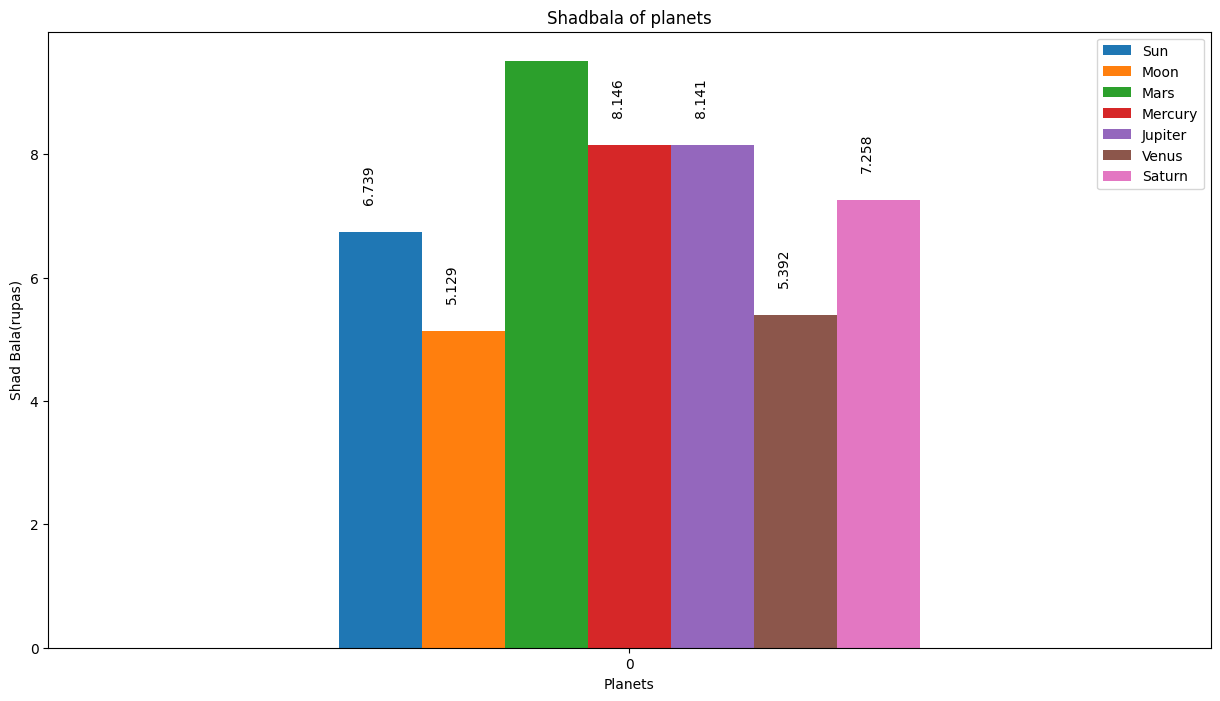 Shadbala of planets
Sun
Moon
Mars
Mercury
Jupiter
Venus
Saturn
6.739
5.129
8.146
8.141
5.392
7.258
Shad Bala(rupas)
8
6
4
2
0
0
Planets